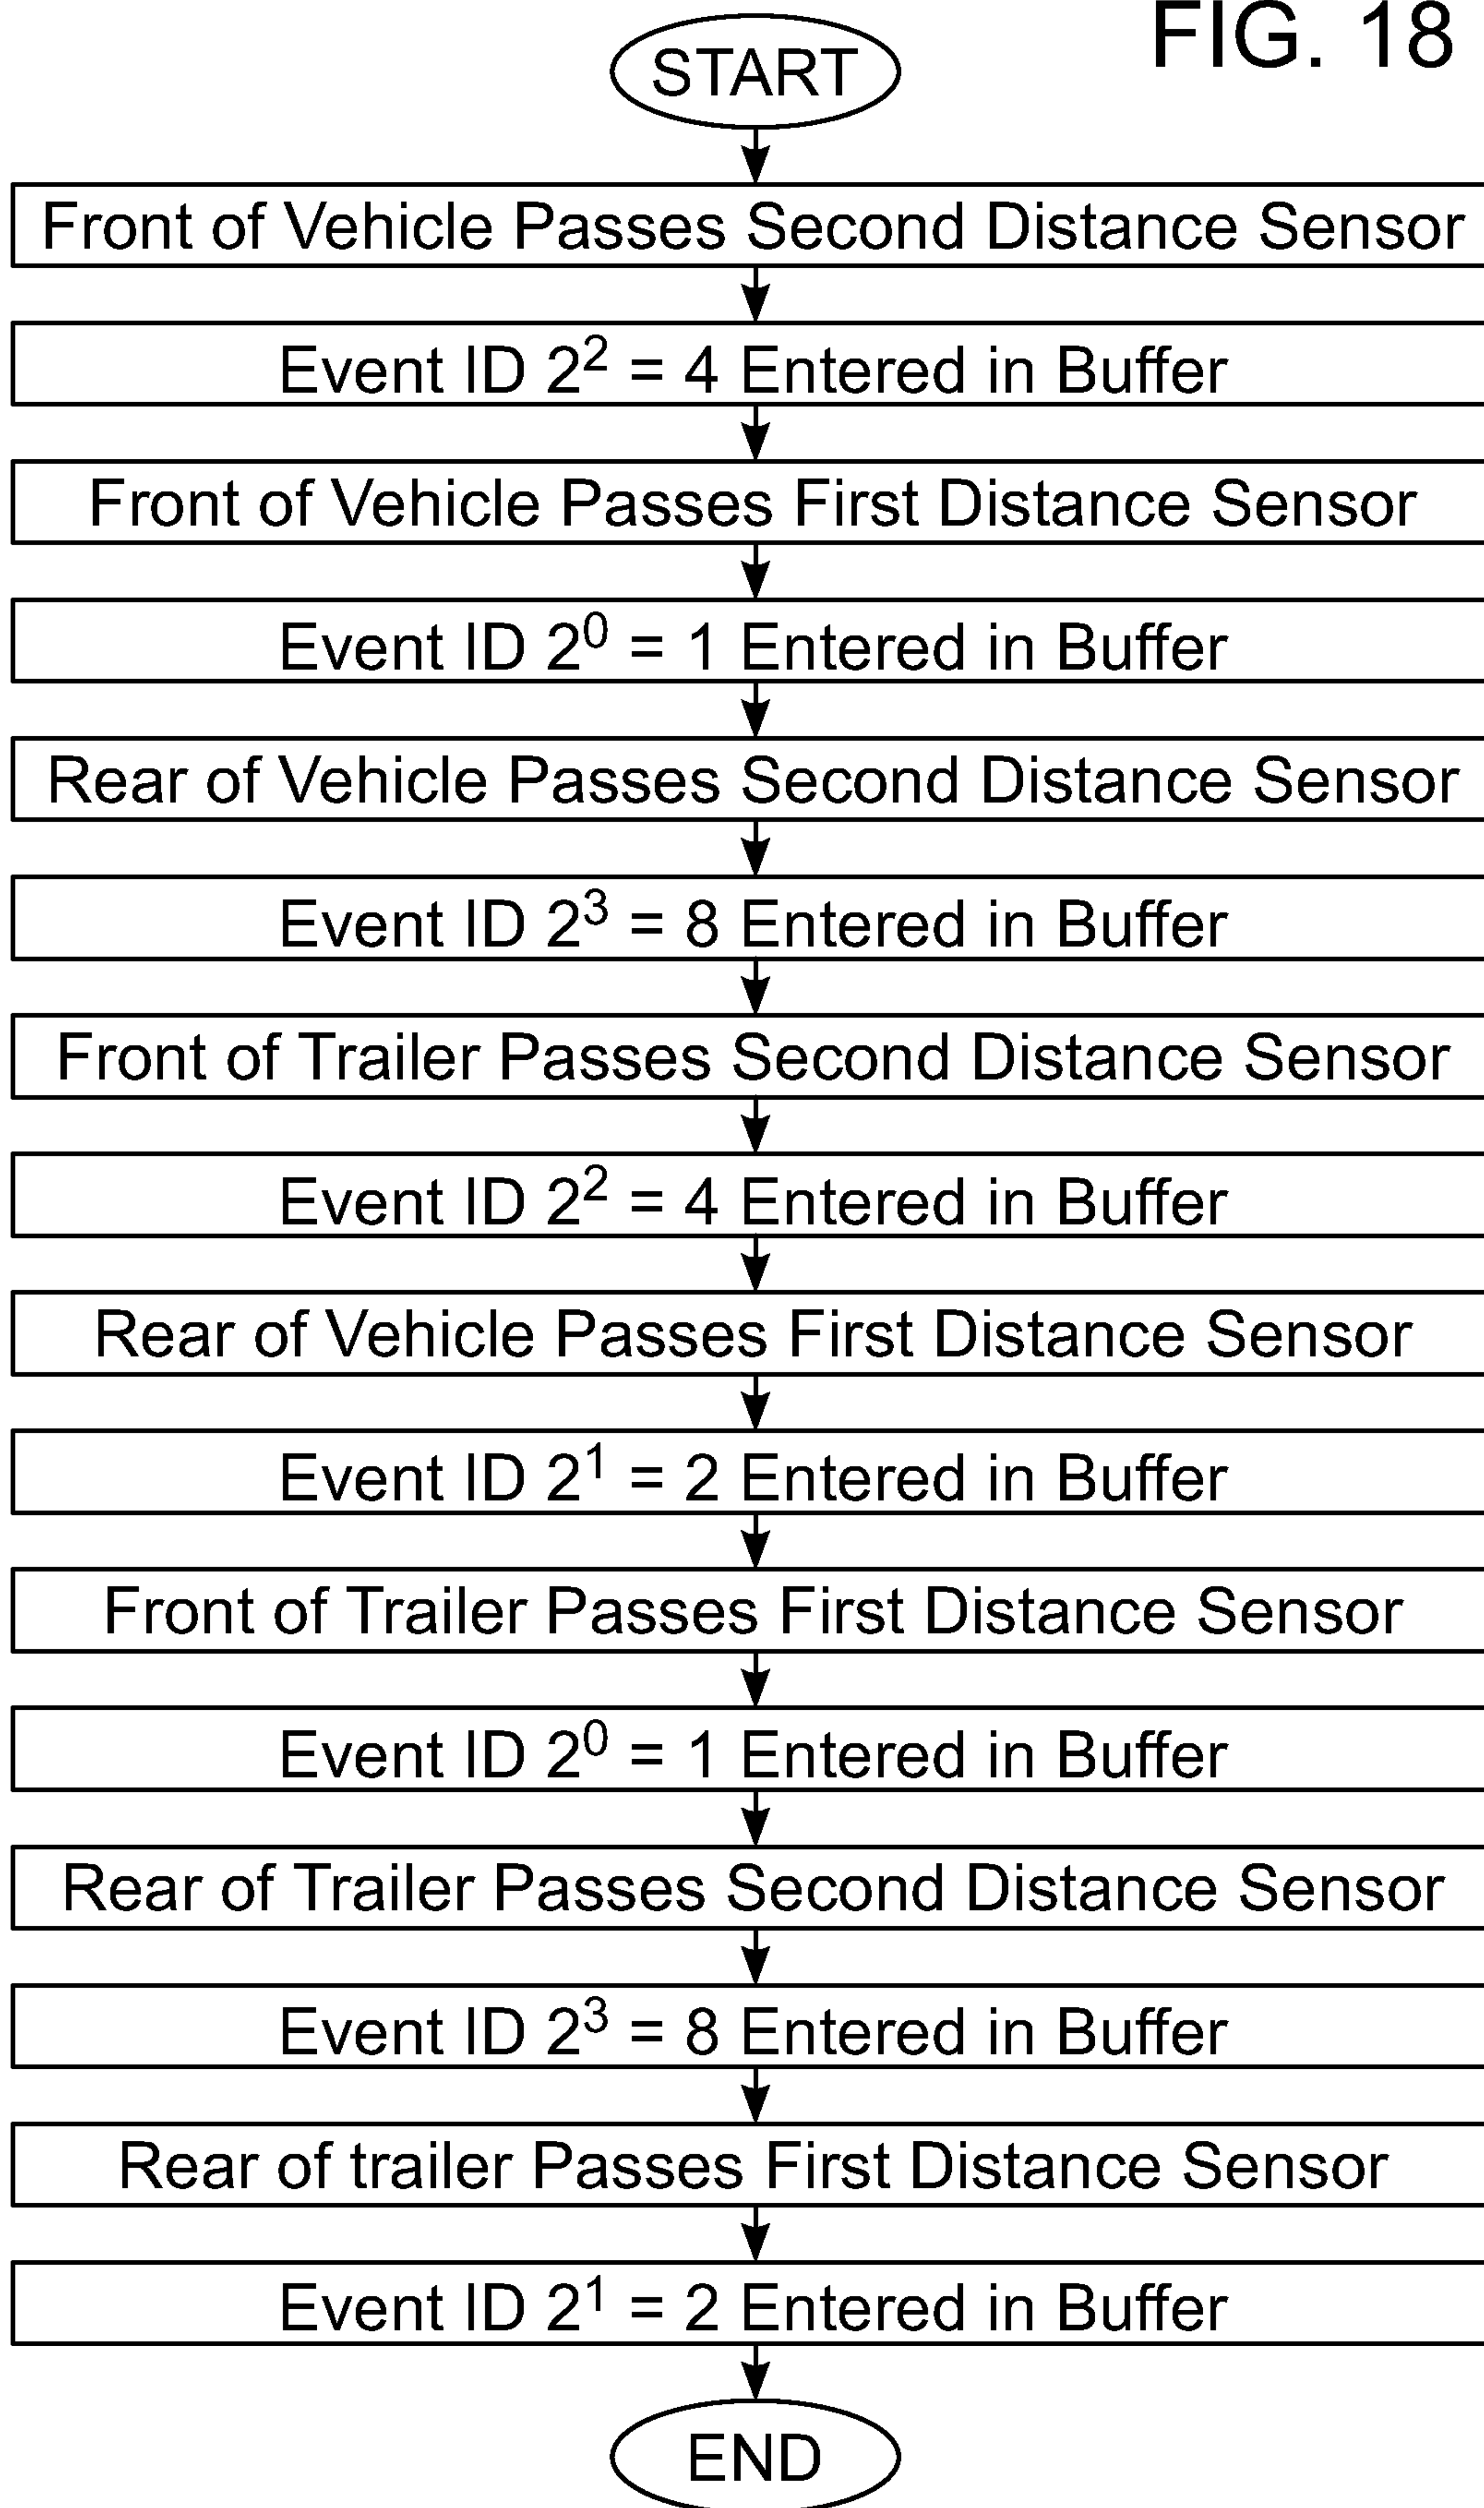 FIG. 18
START
Front of Vehicle Passes Second Distance Sensor
Event ID 2² = 4 Entered in Buffer
Front of Vehicle Passes First Distance Sensor
Event ID 2⁰ = 1 Entered in Buffer
Rear of Vehicle Passes Second Distance Sensor
Event ID 2³ = 8 Entered in Buffer
Front of Trailer Passes Second Distance Sensor
Event ID 2² = 4 Entered in Buffer
Rear of Vehicle Passes First Distance Sensor
Event ID 2¹ = 2 Entered in Buffer
Front of Trailer Passes First Distance Sensor
Event ID 2⁰ = 1 Entered in Buffer
Rear of Trailer Passes Second Distance Sensor
Event ID 2³ = 8 Entered in Buffer
Rear of trailer Passes First Distance Sensor
Event ID 2¹ = 2 Entered in Buffer
END